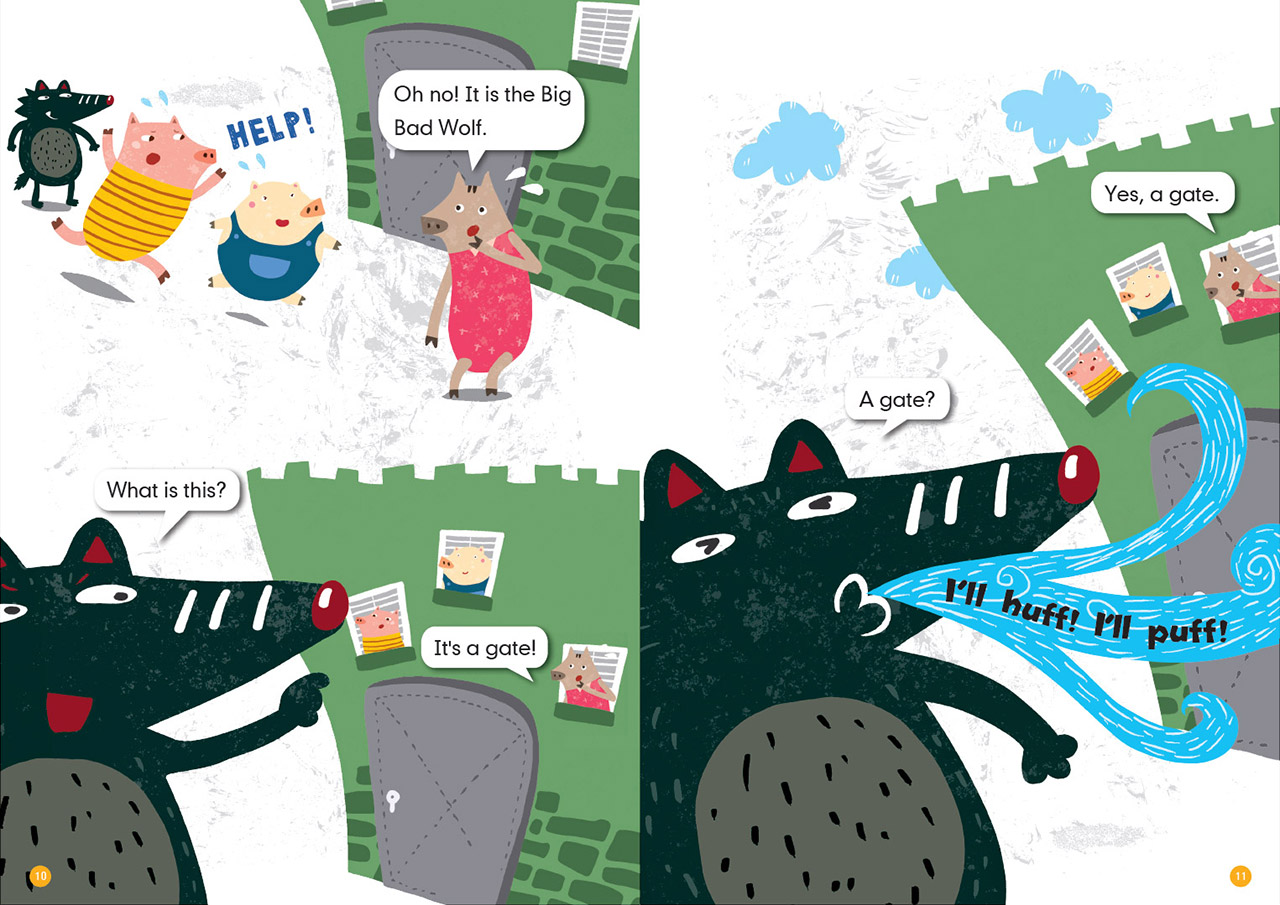 HELP!
Oh no! It is the Big
Bad Wolf.
What is this?
It's a gate!
10
Yes, a gate.
A gate?
I'll huff! I'll puff!
11